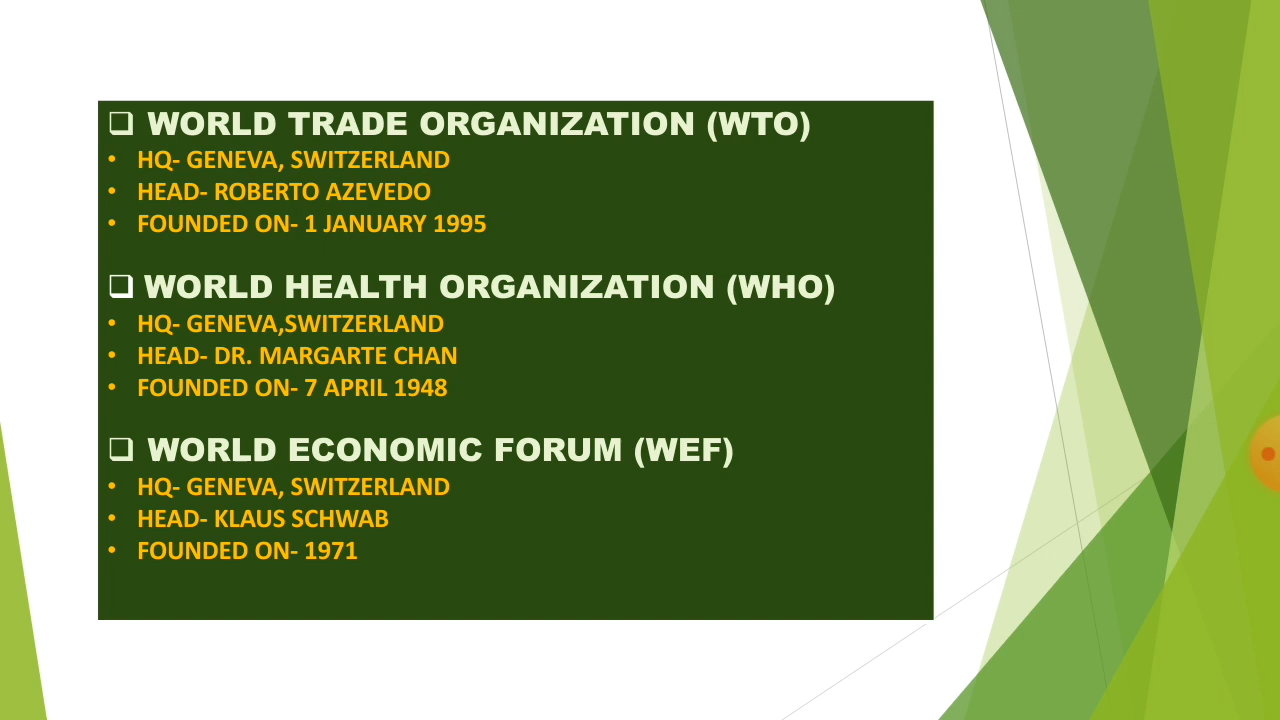 ❑ WORLD TRADE ORGANIZATION (WTO)
• HQ- GENEVA, SWITZERLAND
• HEAD- ROBERTO AZEVEDO
• FOUNDED ON- 1 JANUARY 1995
❑ WORLD HEALTH ORGANIZATION (WHO)
• HQ- GENEVA,SWITZERLAND
• HEAD- DR. MARGARTE CHAN
• FOUNDED ON- 7 APRIL 1948
❑ WORLD ECONOMIC FORUM (WEF)
• HQ- GENEVA, SWITZERLAND
• HEAD- KLAUS SCHWAB
• FOUNDED ON- 1971